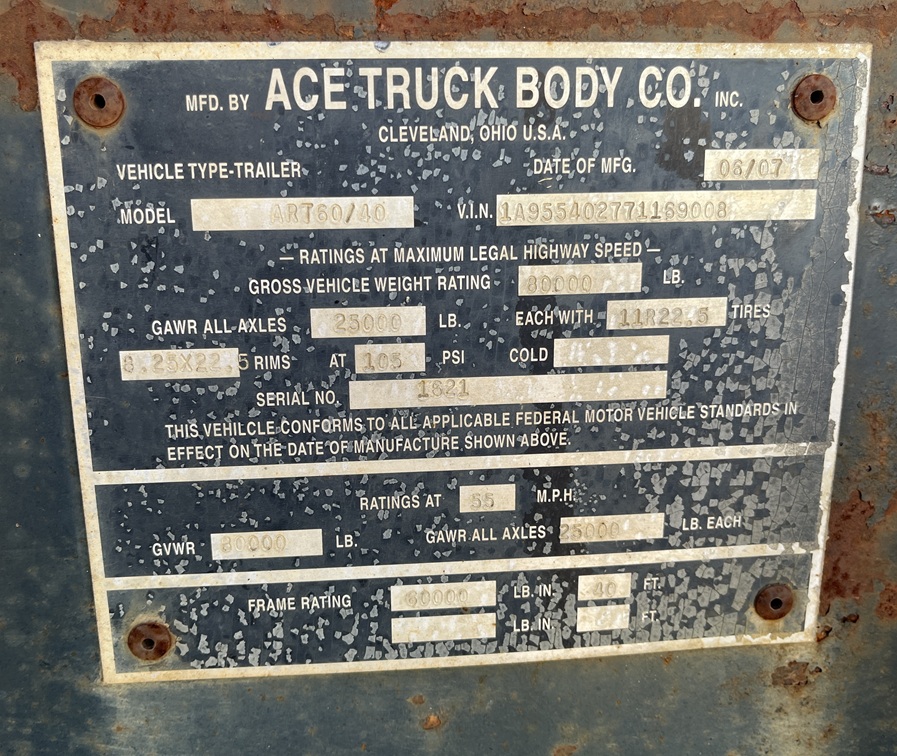 MFD. BY ACE TRUCK BODY CO. INC.
CLEVELAND, OHIO U.S.A.
VEHICLE TYPE-TRAILER DATE OF MFG. 06/07
MODEL ART60/40 V.I.N. 1A955402771169008
— RATINGS AT MAXIMUM LEGAL HIGHWAY SPEED —
GROSS VEHICLE WEIGHT RATING 80000 LB.
GAWR ALL AXLES 25000 LB. EACH WITH 11R22.5 TIRES
8.25X22.5 RIMS AT 105 PSI COLD
SERIAL NO. 1621
THIS VEHILCLE CONFORMS TO ALL APPLICABLE FEDERAL MOTOR VEHICLE STANDARDS IN
EFFECT ON THE DATE OF MANUFACTURE SHOWN ABOVE.
RATINGS AT 55 M.P.H.
GVWR 80000 LB. GAWR ALL AXLES 25000 LB. EACH
FRAME RATING 60000 LB. IN. 40 FT.
LB. IN. FT.